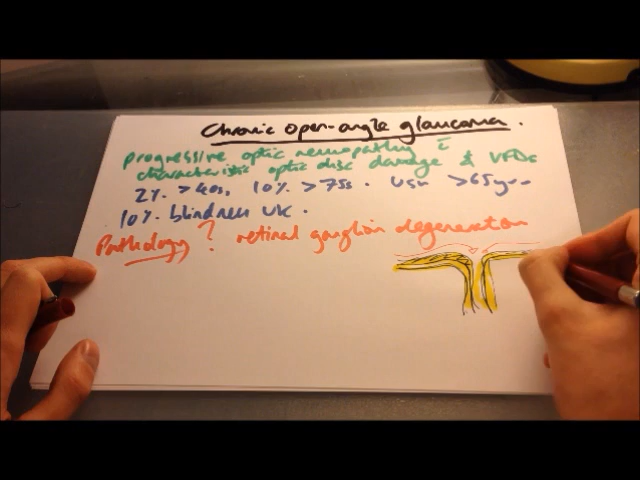 Chronic open-angle glaucoma.
progressive optic neuropathy c̄
characteristic optic disc damage & VFDs
2% >40s, 10% >75s. usu >65yrs
10% blindness UK.
Pathology ? retinal ganglion degeneration